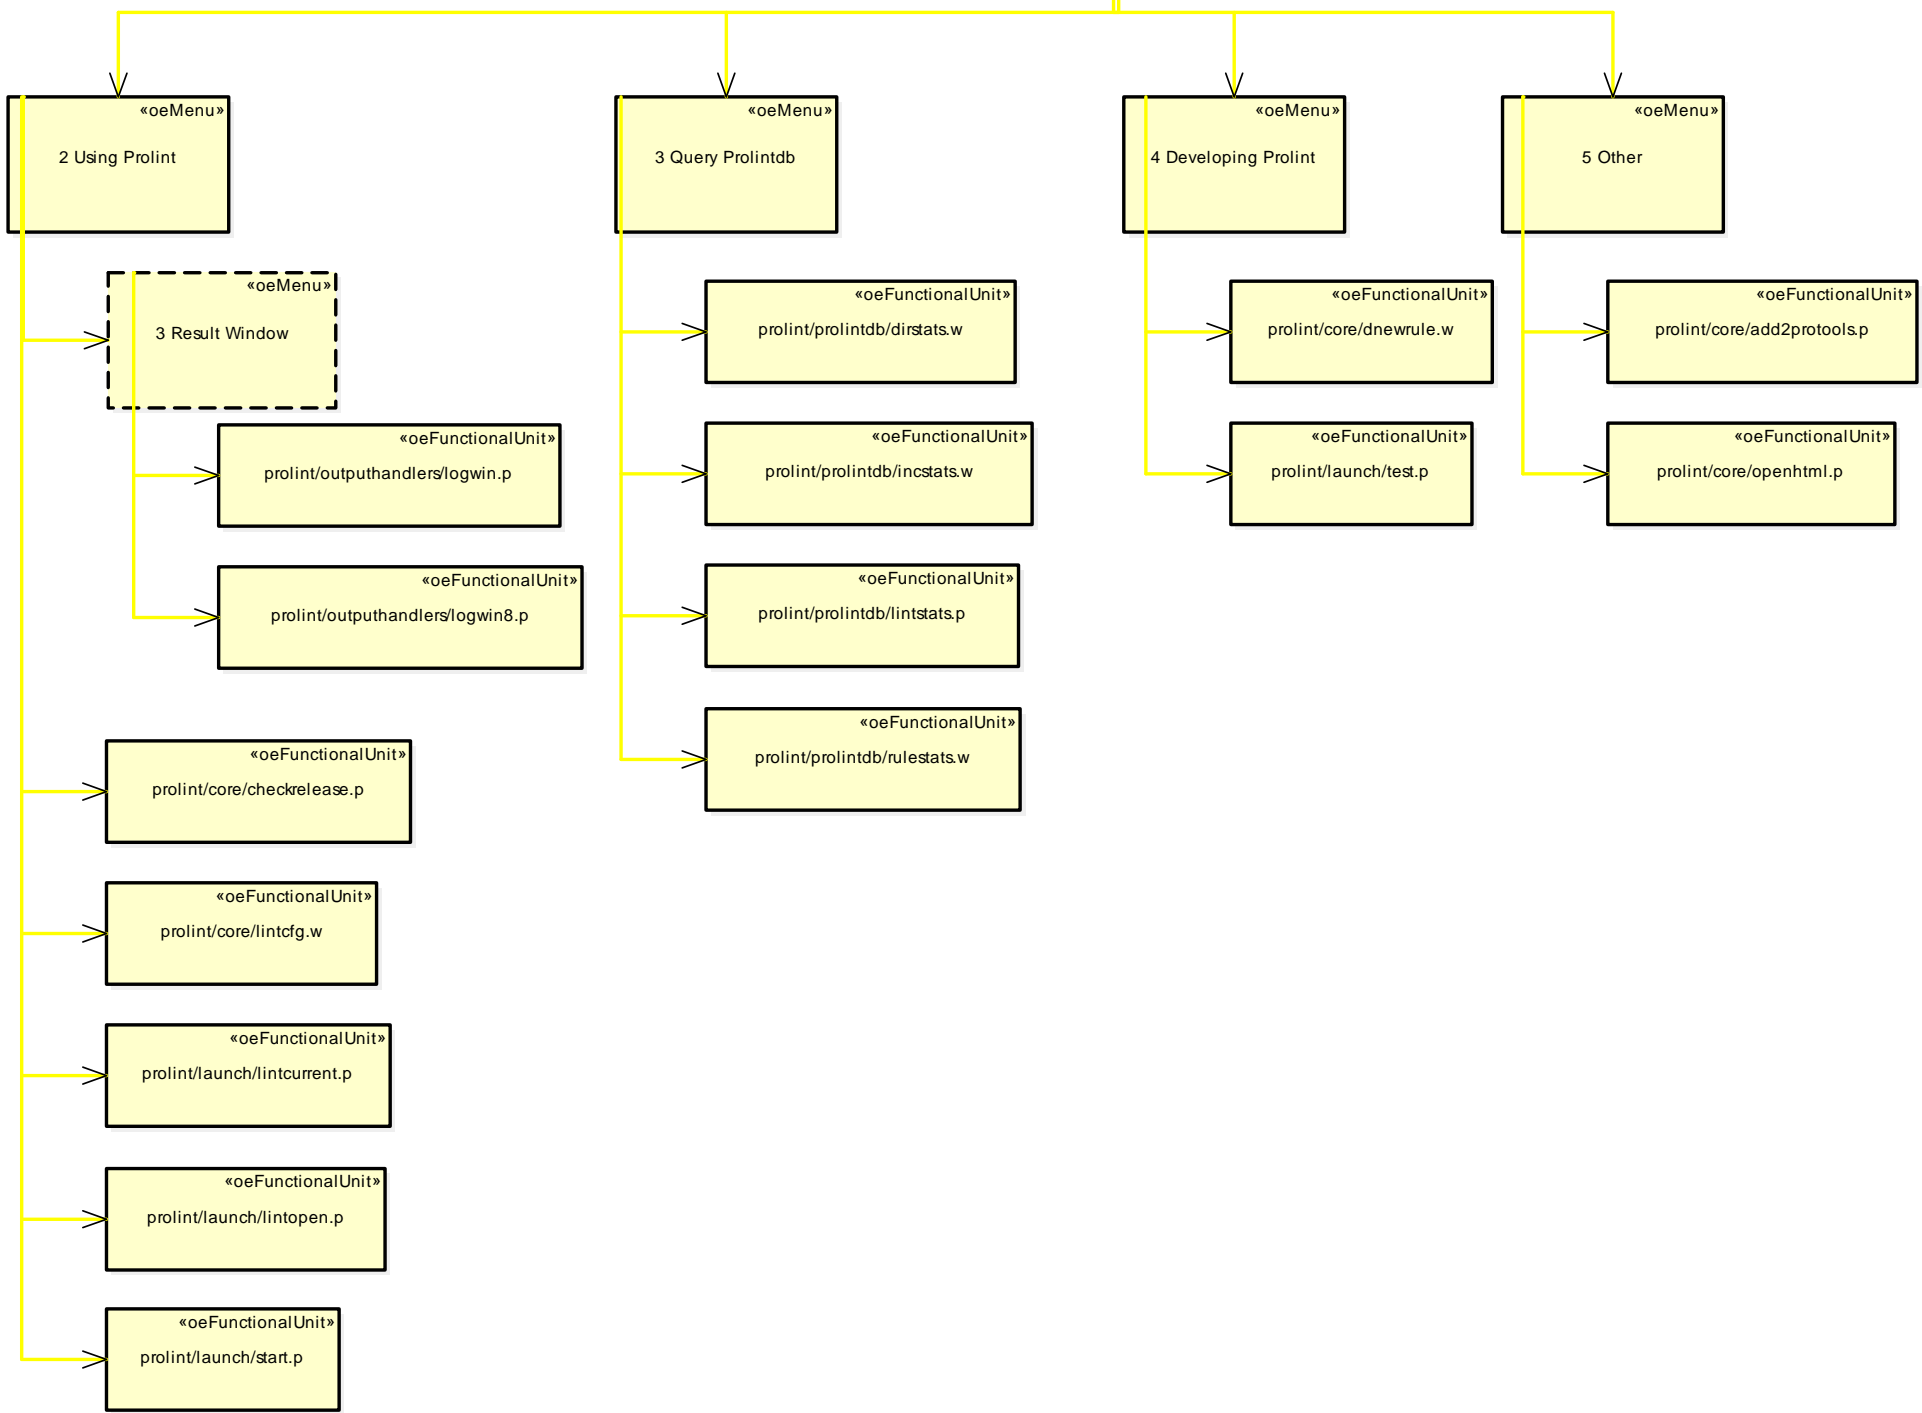 «oeMenu»
2 Using Prolint
«oeMenu»
3 Query Prolintdb
«oeMenu»
4 Developing Prolint
«oeMenu»
5 Other
«oeMenu»
3 Result Window
«oeFunctionalUnit»
prolint/outputhandlers/logwin.p
«oeFunctionalUnit»
prolint/outputhandlers/logwin8.p
«oeFunctionalUnit»
prolint/core/checkrelease.p
«oeFunctionalUnit»
prolint/core/lintcfg.w
«oeFunctionalUnit»
prolint/launch/lintcurrent.p
«oeFunctionalUnit»
prolint/launch/lintopen.p
«oeFunctionalUnit»
prolint/launch/start.p
«oeFunctionalUnit»
prolint/prolintdb/dirstats.w
«oeFunctionalUnit»
prolint/prolintdb/incstats.w
«oeFunctionalUnit»
prolint/prolintdb/lintstats.p
«oeFunctionalUnit»
prolint/prolintdb/rulestats.w
«oeFunctionalUnit»
prolint/core/dnewrule.w
«oeFunctionalUnit»
prolint/launch/test.p
«oeFunctionalUnit»
prolint/core/add2protools.p
«oeFunctionalUnit»
prolint/core/openhtml.p